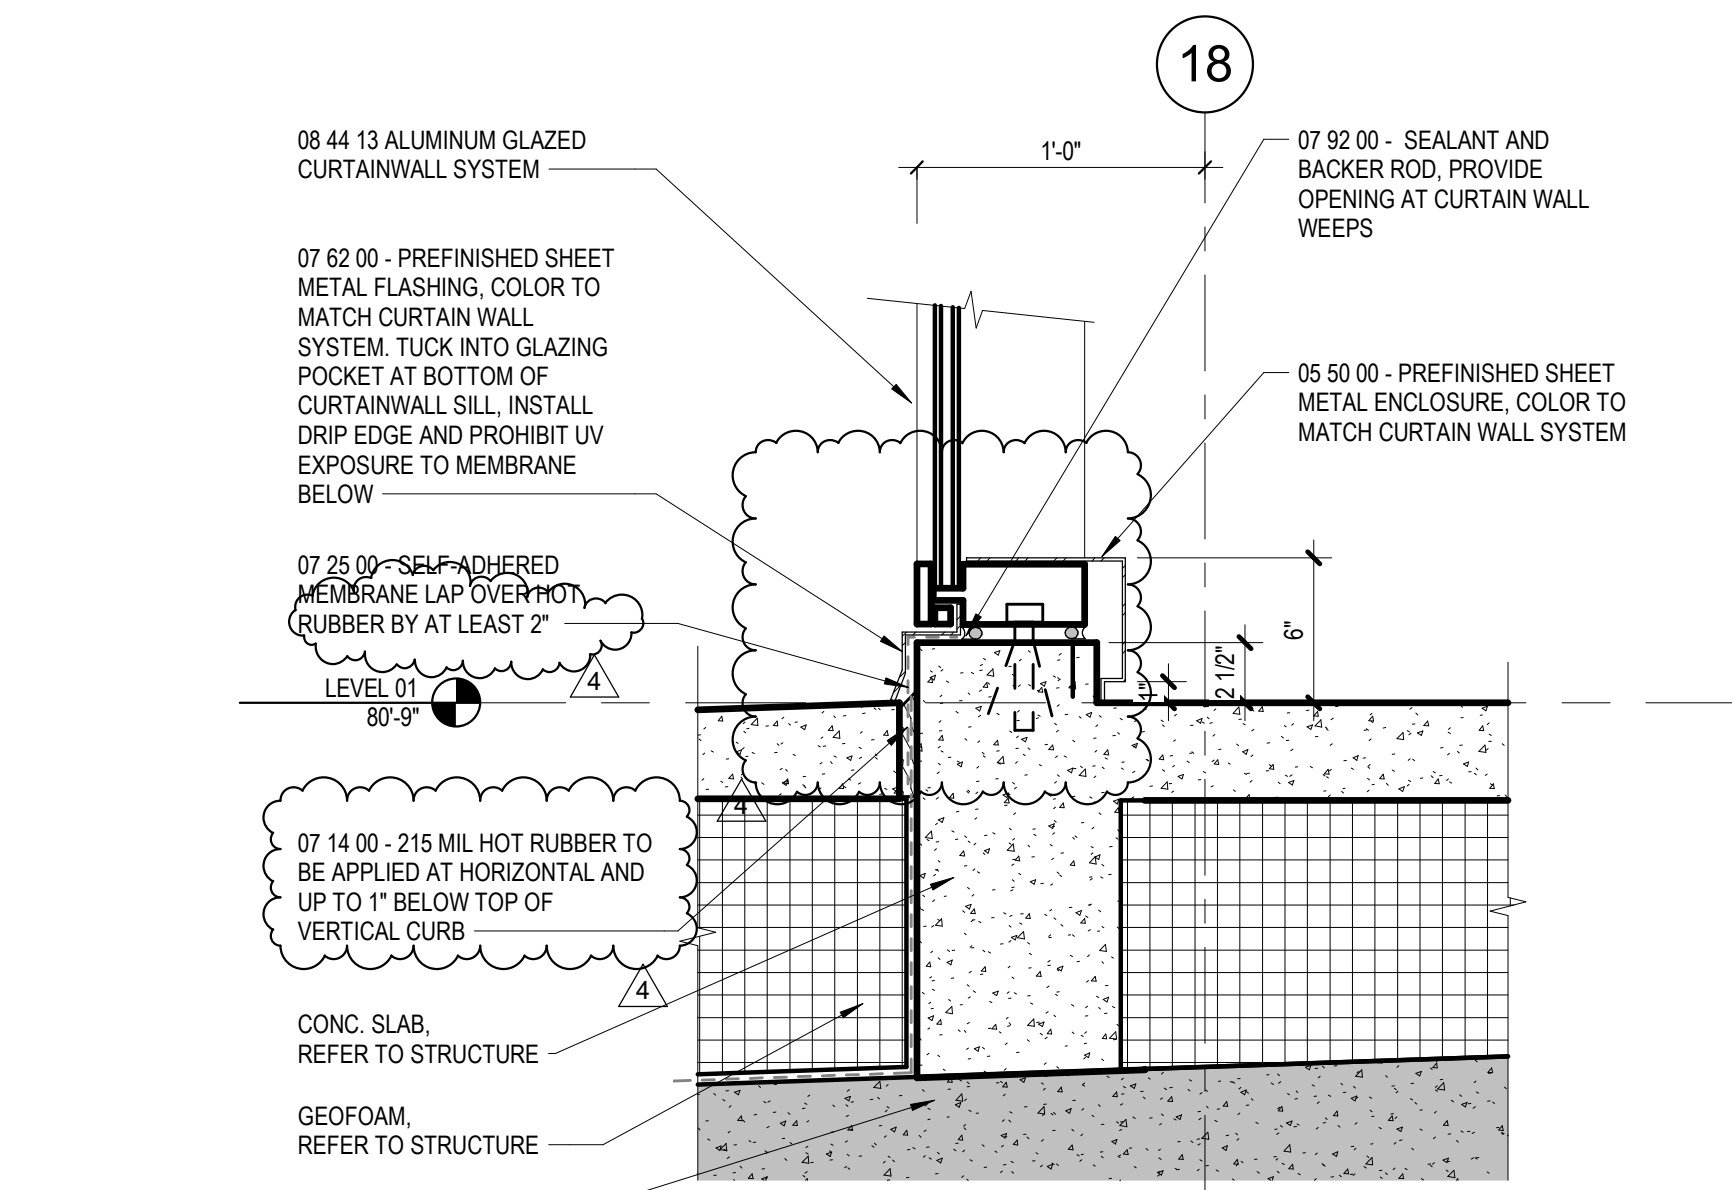 18
08 44 13 ALUMINUM GLAZED
CURTAINWALL SYSTEM
1'-0"
07 92 00 - SEALANT AND
BACKER ROD, PROVIDE
OPENING AT CURTAIN WALL
WEEPS
07 62 00 - PREFINISHED SHEET
METAL FLASHING, COLOR TO
MATCH CURTAIN WALL
SYSTEM. TUCK INTO GLAZING
POCKET AT BOTTOM OF
CURTAINWALL SILL, INSTALL
DRIP EDGE AND PROHIBIT UV
EXPOSURE TO MEMBRANE
BELOW
05 50 00 - PREFINISHED SHEET
METAL ENCLOSURE, COLOR TO
MATCH CURTAIN WALL SYSTEM
07 25 00 - SELF-ADHERED
MEMBRANE LAP OVER HOT
RUBBER BY AT LEAST 2"
4
LEVEL 01
80'-9"
1"
2 1/2"
6"
4
07 14 00 - 215 MIL HOT RUBBER TO
BE APPLIED AT HORIZONTAL AND
UP TO 1" BELOW TOP OF
VERTICAL CURB
4
CONC. SLAB,
REFER TO STRUCTURE
GEOFOAM,
REFER TO STRUCTURE